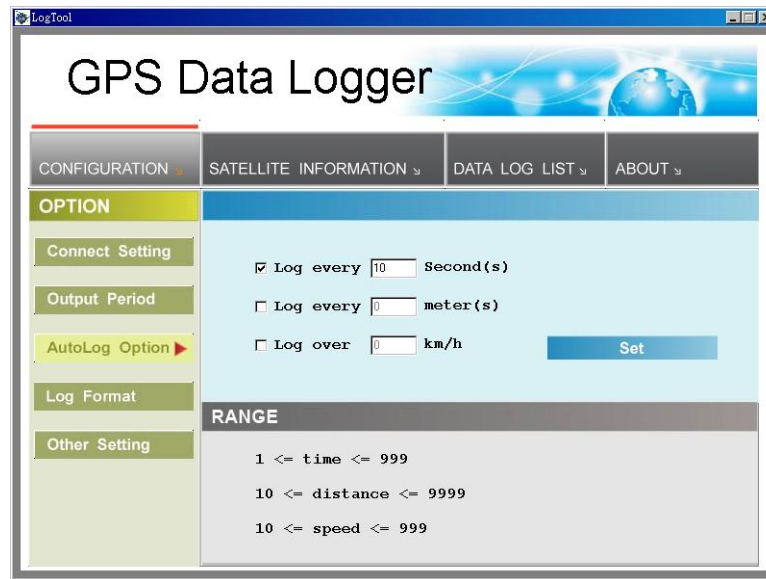 LogTool
GPS Data Logger
CONFIGURATION
SATELLITE INFORMATION
DATA LOG LIST
ABOUT
OPTION
Connect Setting
Output Period
AutoLog Option
Log Format
Other Setting
Log every 10 Second(s)
Log every 0 meter(s)
Log over 0 km/h
Set
RANGE
1 <= time <= 999
10 <= distance <= 9999
10 <= speed <= 999